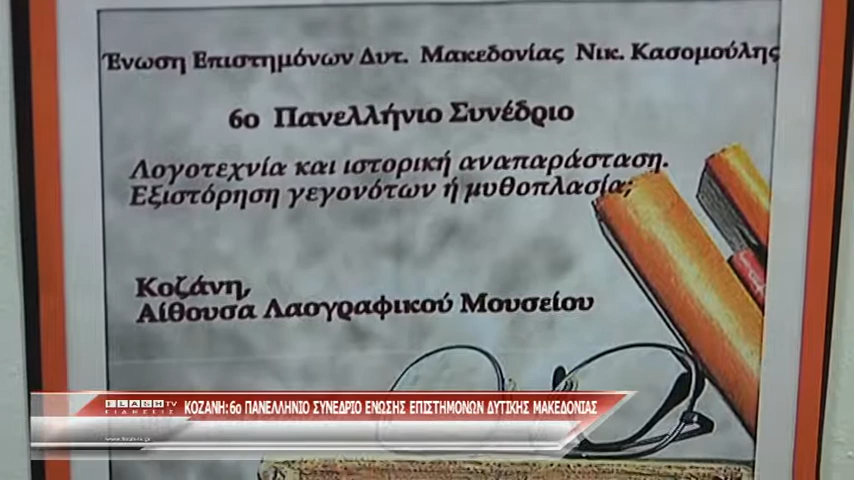 Ένωση Επιστημόνων Δυτ. Μακεδονίας Νικ. Κασομούλης
6ο Πανελλήνιο Συνέδριο
Λογοτεχνία και ιστορική αναπαράσταση.
Εξιστόρηση γεγονότων ή μυθοπλασία;
Κοζάνη,
Αίθουσα Λαογραφικού Μουσείου
FLASH TV
ΕΙΔΗΣΕΙΣ
ΚΟΖΑΝΗ: 6ο ΠΑΝΕΛΛΗΝΙΟ ΣΥΝΕΔΡΙΟ ΕΝΩΣΗΣ ΕΠΙΣΤΗΜΟΝΩΝ ΔΥΤΙΚΗΣ ΜΑΚΕΔΟΝΙΑΣ